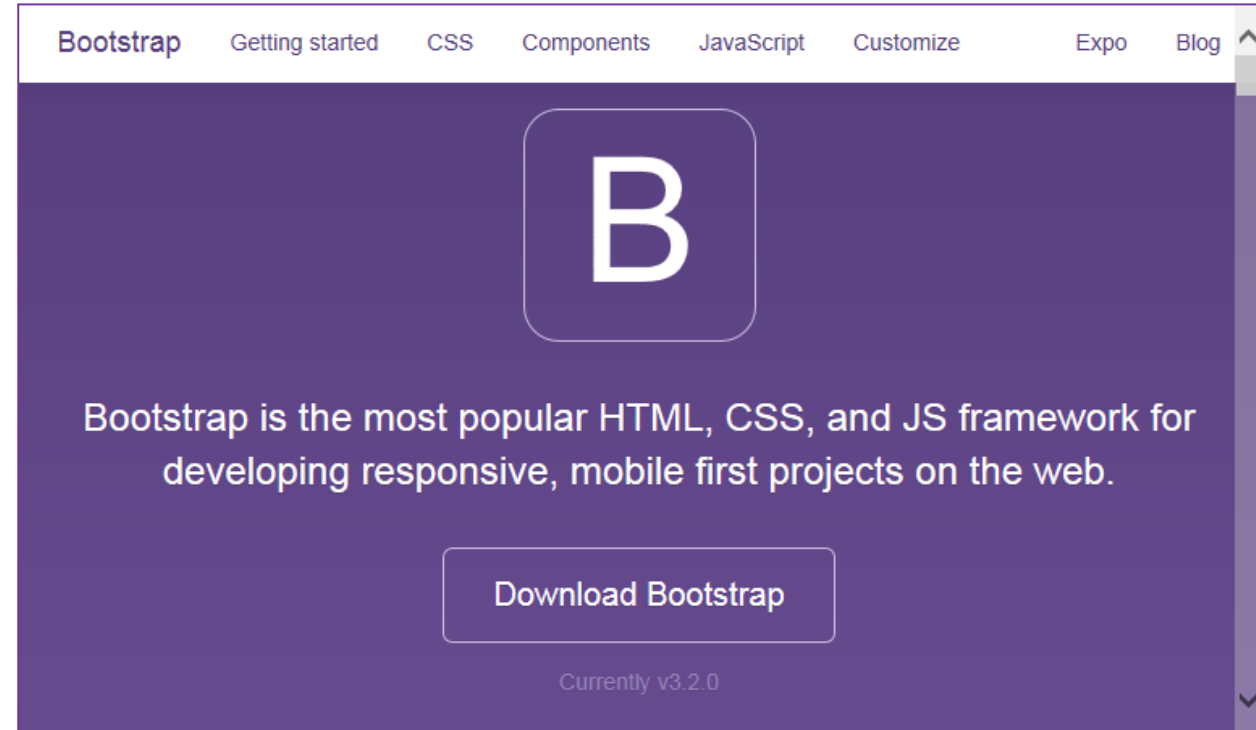 Bootstrap Getting started CSS Components JavaScript Customize Expo Blog
B
Bootstrap is the most popular HTML, CSS, and JS framework for
developing responsive, mobile first projects on the web.
Download Bootstrap
Currently v3.2.0